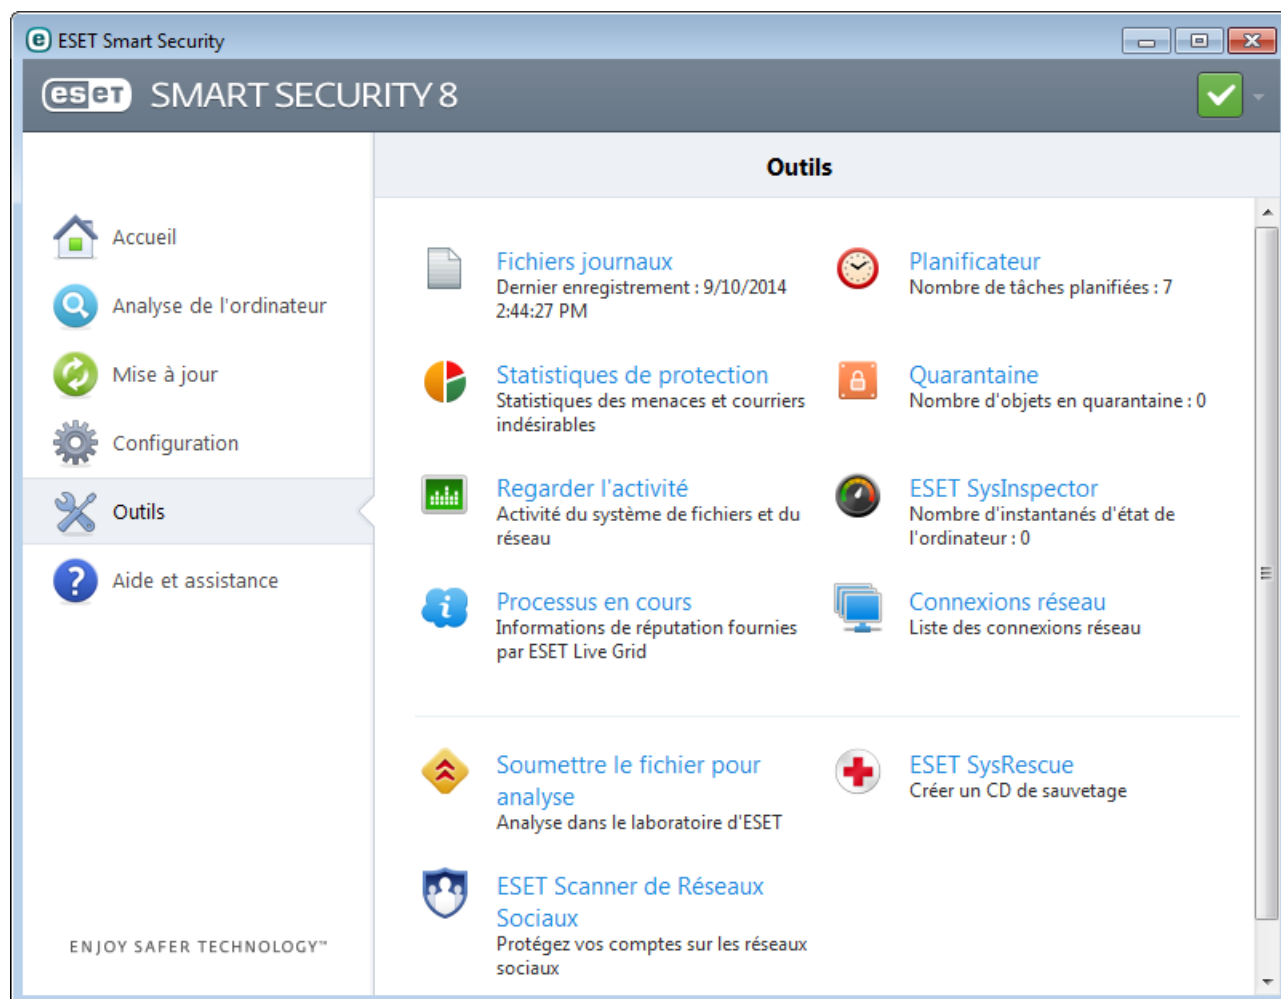 ESET Smart Security
eset SMART SECURITY 8
Outils
Accueil
Analyse de l'ordinateur
Mise à jour
Configuration
Outils
Aide et assistance
ENJOY SAFER TECHNOLOGY™
Fichiers journaux
Dernier enregistrement : 9/10/2014
2:44:27 PM
Planificateur
Nombre de tâches planifiées : 7
Statistiques de protection
Statistiques des menaces et courriers
indésirables
Quarantaine
Nombre d'objets en quarantaine : 0
Regarder l'activité
Activité du système de fichiers et du
réseau
ESET SysInspector
Nombre d'instantanés d'état de
l'ordinateur : 0
Processus en cours
Informations de réputation fournies
par ESET Live Grid
Connexions réseau
Liste des connexions réseau
Soumettre le fichier pour
analyse
Analyse dans le laboratoire d'ESET
ESET SysRescue
Créer un CD de sauvetage
ESET Scanner de Réseaux
Sociaux
Protégez vos comptes sur les réseaux
sociaux